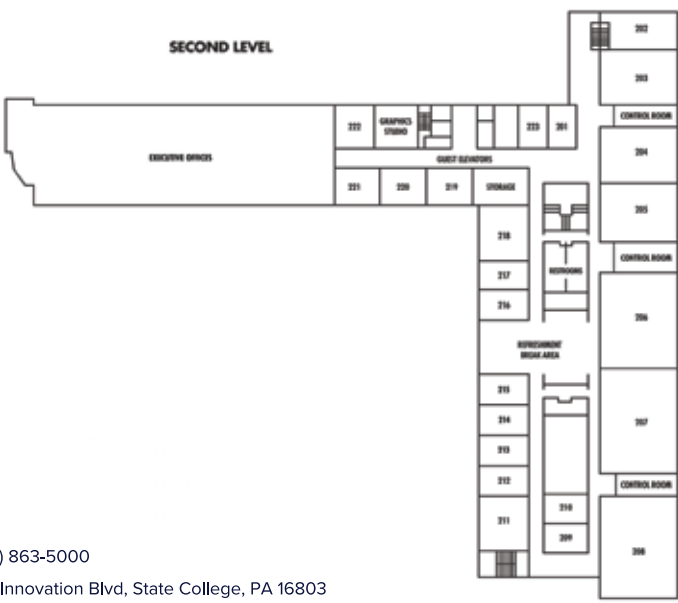 SECOND LEVEL
202
203
CONTROL ROOM
222
GRAPHICS
STUDIO
223
201
204
EXECUTIVE OFFICES
GUEST ELEVATORS
221
220
219
STORAGE
205
218
CONTROL ROOM
217
RESTROOMS
216
206
REFRESHMENT
BREAK AREA
215
214
207
213
212
CONTROL ROOM
211
210
209
208
) 863-5000
Innovation Blvd, State College, PA 16803